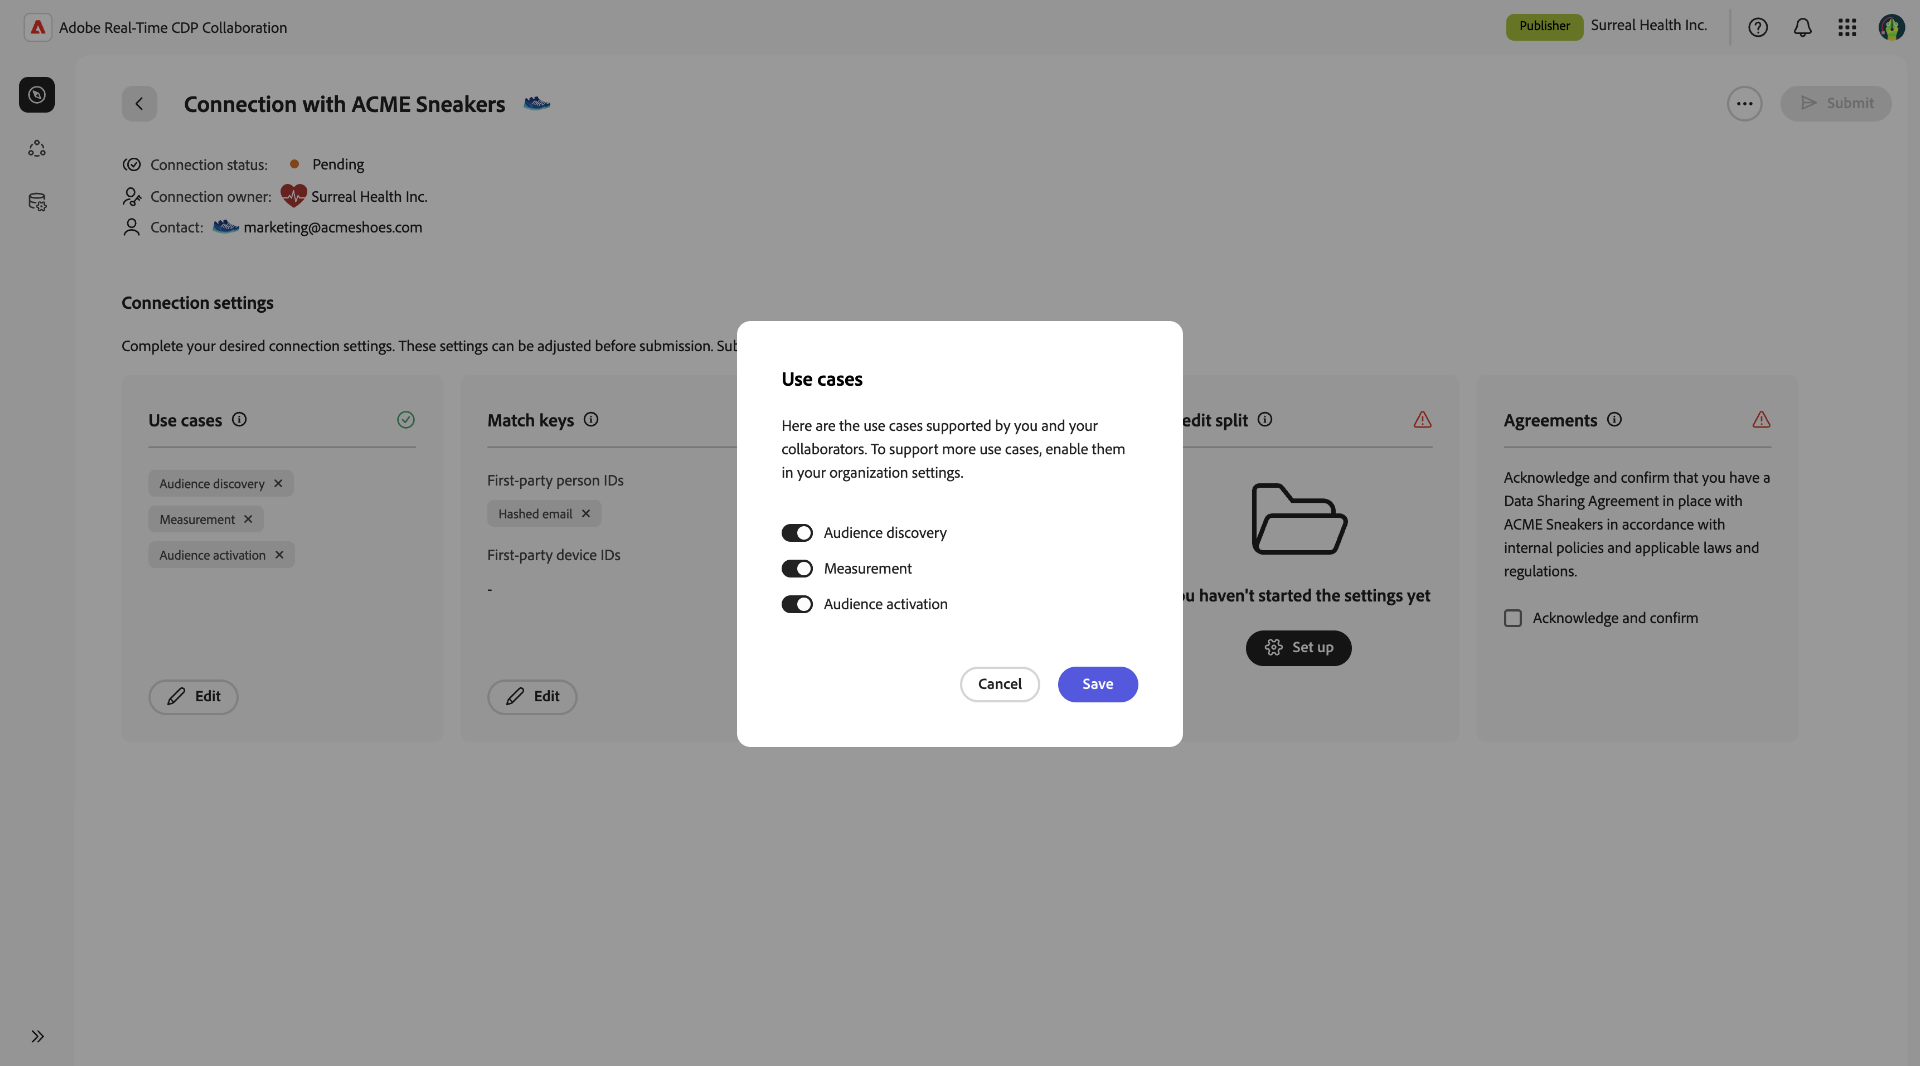 Adobe Real-Time CDP Collaboration
Publisher
Surreal Health Inc.
Connection with ACME Sneakers
Submit
Connection status:
Pending
Connection owner:
Surreal Health Inc.
Contact:
marketing@acmeshoes.com
Connection settings
Complete your desired connection settings. These settings can be adjusted before submission.
Use cases
Audience discovery
Measurement
Audience activation
Edit
Match keys
First-party person IDs
Hashed email
First-party device IDs
-
Edit
Use cases
Here are the use cases supported by you and your
collaborators. To support more use cases, enable them
in your organization settings.
Audience discovery
Measurement
Audience activation
Cancel
Save
edit split
haven't started the settings yet
Set up
Agreements
Acknowledge and confirm that you have a
Data Sharing Agreement in place with
ACME Sneakers in accordance with
internal policies and applicable laws and
regulations.
Acknowledge and confirm